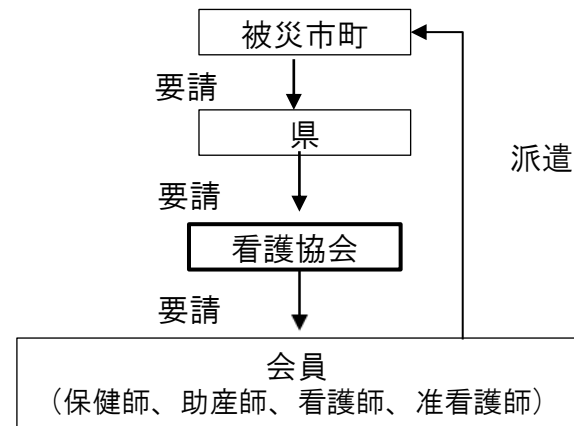 被災市町
要請
県
派遣
要請
看護協会
要請
会員
（保健師、助産師、看護師、准看護師）